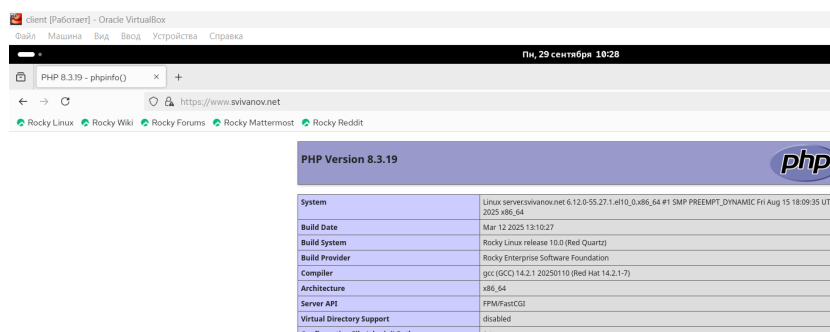 client [Работает] - Oracle VirtualBox
Файл Машина Вид Ввод Устройства Справка
Пн, 29 сентября 10:28
PHP 8.3.19 - phpinfo() × +
https://www.svivanov.net
Rocky Linux Rocky Wiki Rocky Forums Rocky Mattermost Rocky Reddit
PHP Version 8.3.19
php
System Linux server.svivanov.net 6.12.0-55.27.1.el10_0.x86_64 #1 SMP PREEMPT_DYNAMIC Fri Aug 15 18:09:35 UT
2025 x86_64
Build Date Mar 12 2025 13:10:27
Build System Rocky Linux release 10.0 (Red Quartz)
Build Provider Rocky Enterprise Software Foundation
Compiler gcc (GCC) 14.2.1 20250110 (Red Hat 14.2.1-7)
Architecture x86_64
Server API FPM/FastCGI
Virtual Directory Support disabled